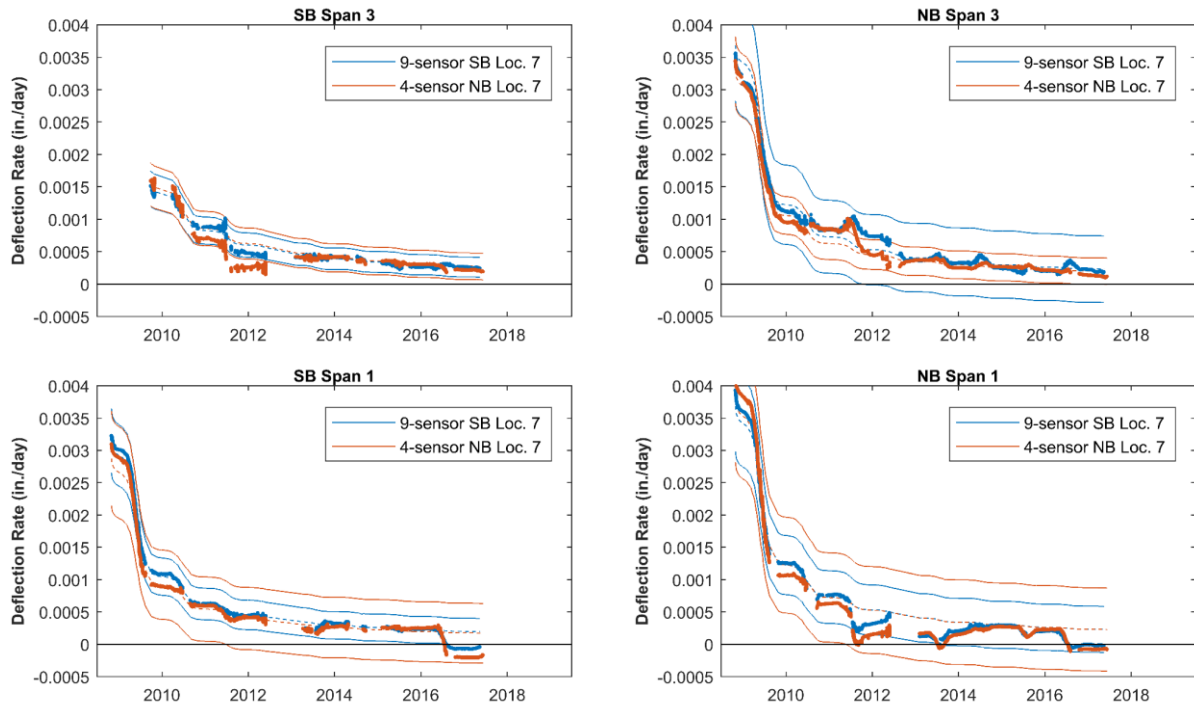 SB Span 3
0.004
0.0035
0.003
0.0025
0.002
0.0015
0.001
0.0005
0
-0.0005
Deflection Rate (in./day)
9-sensor SB Loc. 7
4-sensor NB Loc. 7
2010 2012 2014 2016 2018
NB Span 3
0.004
0.0035
0.003
0.0025
0.002
0.0015
0.001
0.0005
0
-0.0005
Deflection Rate (in./day)
9-sensor SB Loc. 7
4-sensor NB Loc. 7
2010 2012 2014 2016 2018
SB Span 1
0.004
0.0035
0.003
0.0025
0.002
0.0015
0.001
0.0005
0
-0.0005
Deflection Rate (in./day)
9-sensor SB Loc. 7
4-sensor NB Loc. 7
2010 2012 2014 2016 2018
NB Span 1
0.004
0.0035
0.003
0.0025
0.002
0.0015
0.001
0.0005
0
-0.0005
Deflection Rate (in./day)
9-sensor SB Loc. 7
4-sensor NB Loc. 7
2010 2012 2014 2016 2018